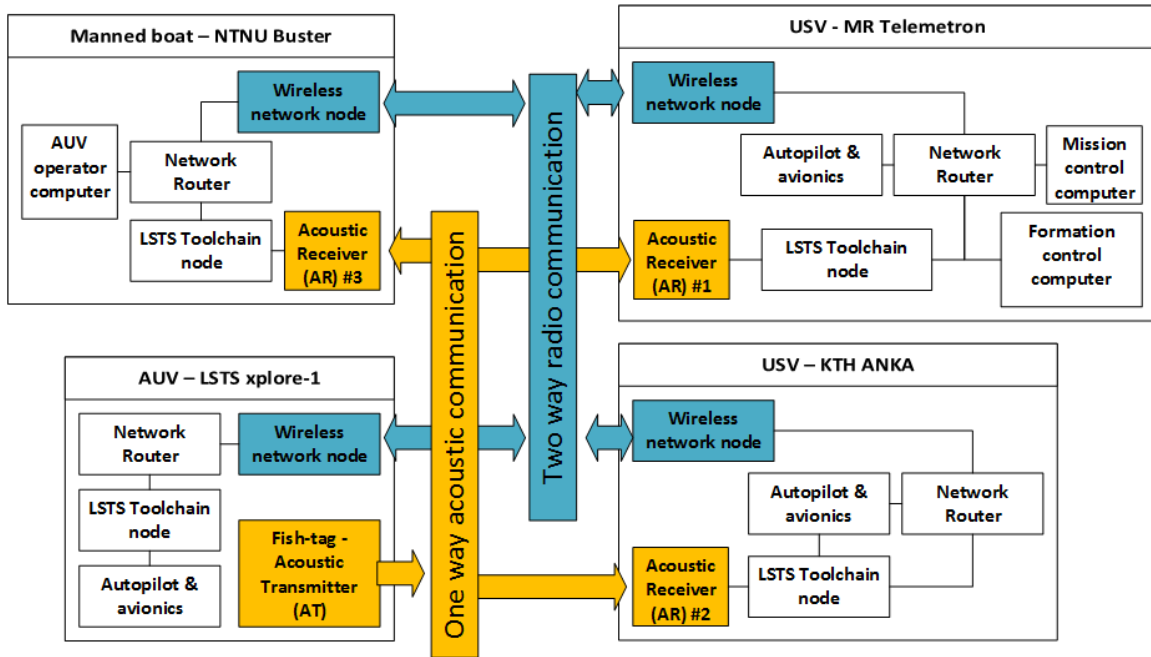 Manned boat – NTNU Buster
Wireless
network node
AUV
operator
computer
Network
Router
LSTS Toolchain
node
Acoustic
Receiver
(AR) #3
USV - MR Telemetron
Wireless
network node
Autopilot &
avionics
Network
Router
Mission
control
computer
Acoustic
Receiver
(AR) #1
LSTS Toolchain
node
Formation
control
computer
One way acoustic communication
Two way radio communication
AUV – LSTS xplore-1
Network
Router
Wireless
network node
LSTS Toolchain
node
Autopilot &
avionics
Fish-tag -
Acoustic
Transmitter
(AT)
USV – KTH ANKA
Wireless
network node
Autopilot &
avionics
Network
Router
Acoustic
Receiver
(AR) #2
LSTS Toolchain
node